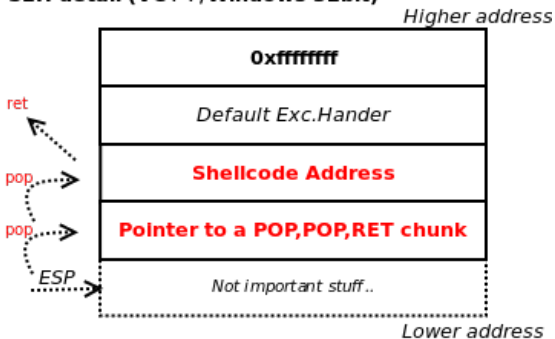 Higher address
0xffffffff
Default Exc.Hander
ret
Shellcode Address
pop
Pointer to a POP,POP,RET chunk
pop
ESP
Not important stuff..
Lower address